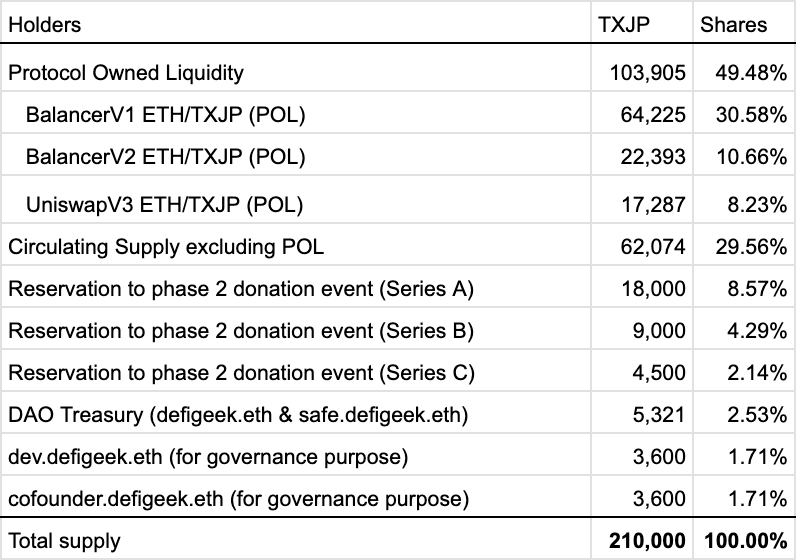 Holders TXJP Shares
Protocol Owned Liquidity 103,905 49.48%
BalancerV1 ETH/TXJP (POL) 64,225 30.58%
BalancerV2 ETH/TXJP (POL) 22,393 10.66%
UniswapV3 ETH/TXJP (POL) 17,287 8.23%
Circulating Supply excluding POL 62,074 29.56%
Reservation to phase 2 donation event (Series A) 18,000 8.57%
Reservation to phase 2 donation event (Series B) 9,000 4.29%
Reservation to phase 2 donation event (Series C) 4,500 2.14%
DAO Treasury (defigeek.eth & safe.defigeek.eth) 5,321 2.53%
dev.defigeek.eth (for governance purpose) 3,600 1.71%
cofounder.defigeek.eth (for governance purpose) 3,600 1.71%
Total supply 210,000 100.00%